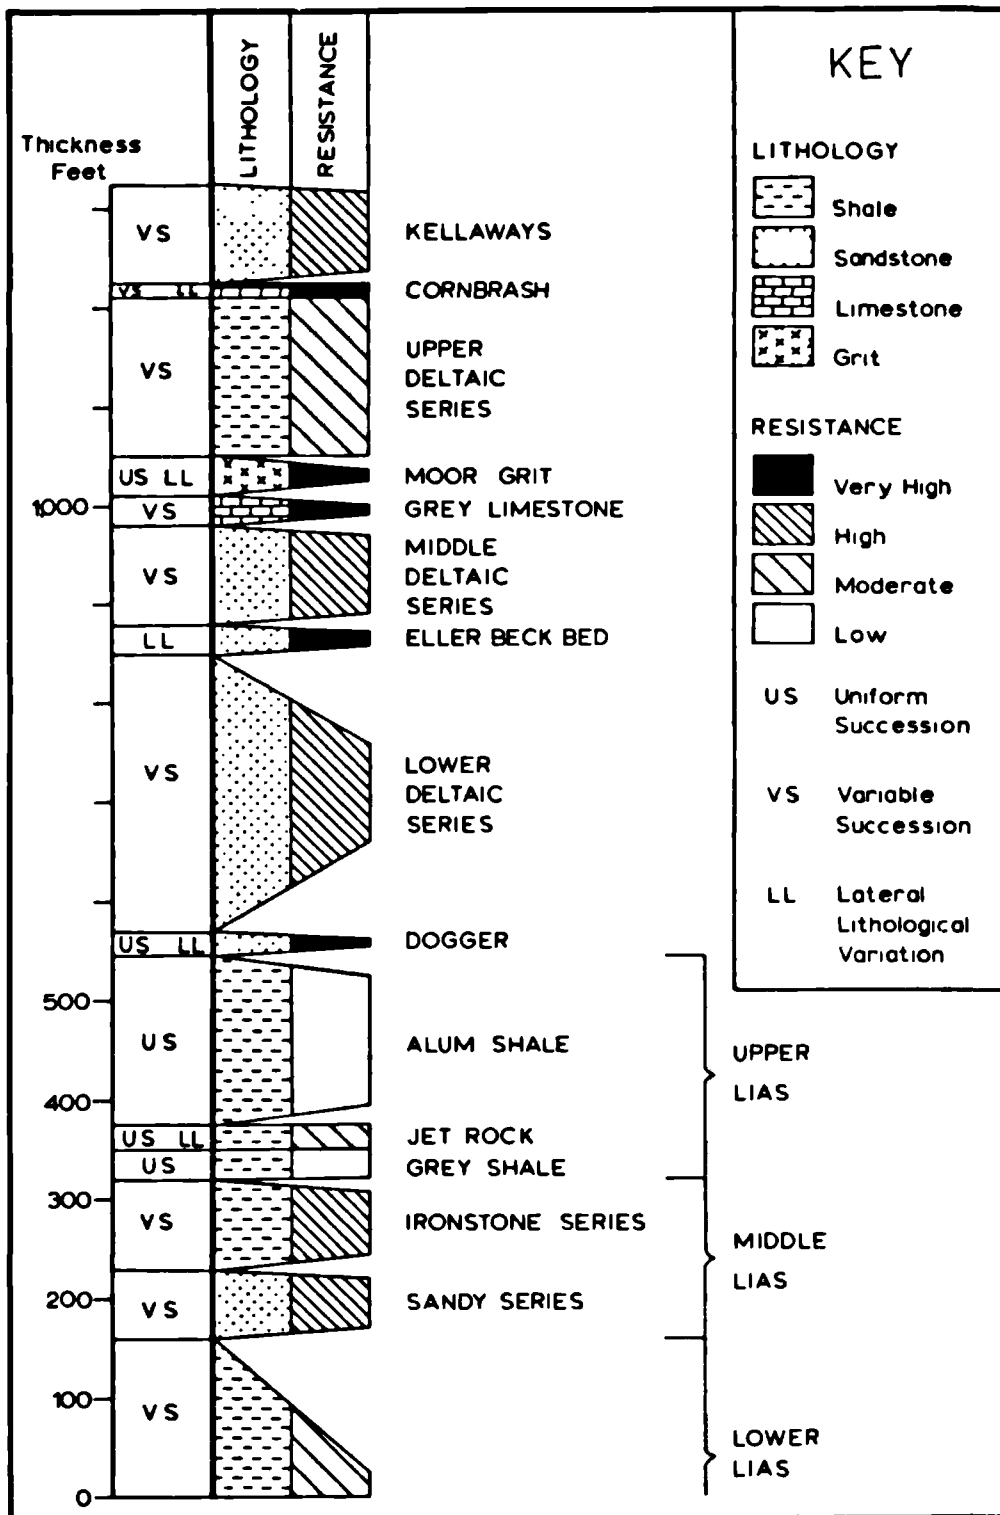 Thickness
Feet
LITHOLOGY
RESISTANCE
VS
KELLAWAYS
VS LL
CORNBRASH
VS
UPPER
DELTAIC
SERIES
US LL
MOOR GRIT
1,000
VS
GREY LIMESTONE
VS
MIDDLE
DELTAIC
SERIES
LL
ELLER BECK BED
VS
LOWER
DELTAIC
SERIES
US LL
DOGGER
500
US
ALUM SHALE
400
US LL
JET ROCK
US
GREY SHALE
300
VS
IRONSTONE SERIES
200
VS
SANDY SERIES
100
VS
0
UPPER
LIAS
MIDDLE
LIAS
LOWER
LIAS
KEY
LITHOLOGY
Shale
Sandstone
Limestone
Grit
RESISTANCE
Very High
High
Moderate
Low
US Uniform
Succession
VS Variable
Succession
LL Lateral
Lithological
Variation